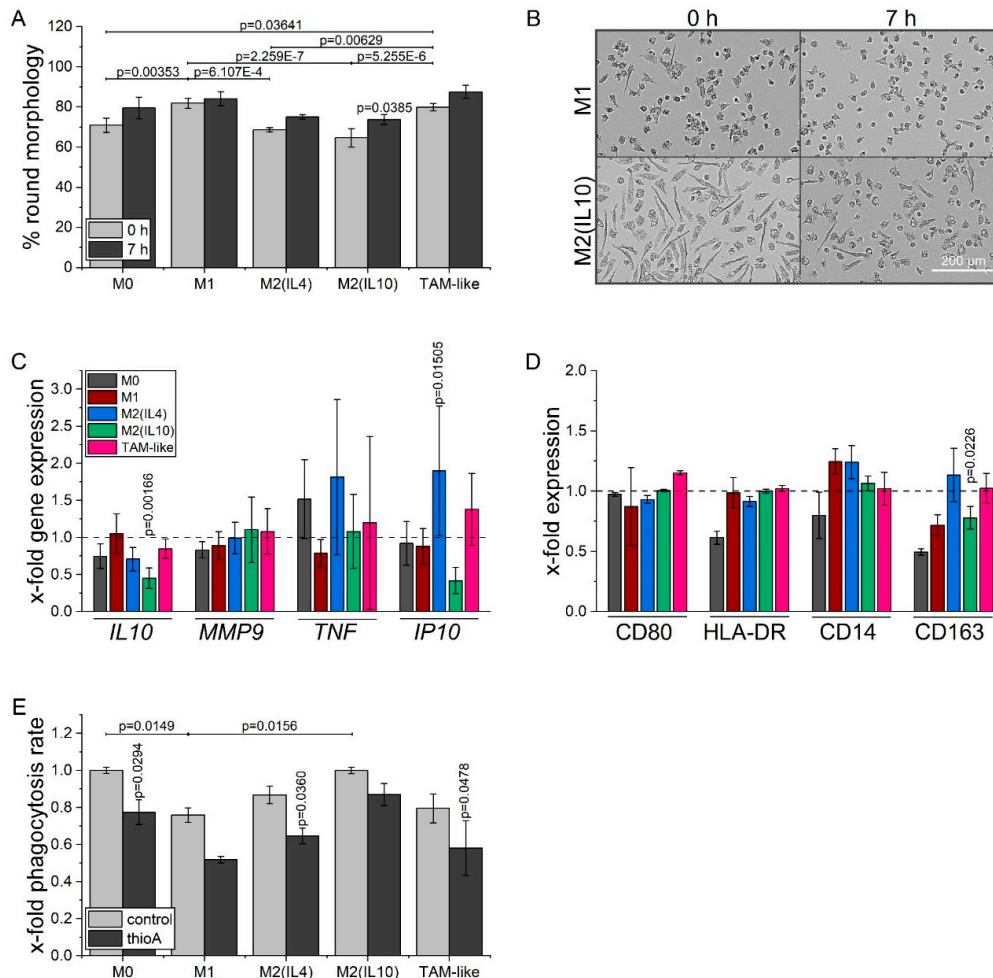 A
% round morphology
120
100
80
60
40
20
0
p=0.03641
p=0.00629
p=2.259E-7
p=5.255E-6
p=0.00353
p=6.107E-4
p=0.0385
0 h
7 h
M0
M1
M2(IL4)
M2(IL10)
TAM-like
B
0 h
7 h
M1
M2(IL10)
200 µm
C
x-fold gene expression
3.0
2.5
2.0
1.5
1.0
0.5
0.0
M0
M1
M2(IL4)
M2(IL10)
TAM-like
p=0.00166
p=0.01505
IL10
MMP9
TNF
IP10
D
x-fold expression
2.0
1.5
1.0
0.5
0.0
p=0.0226
CD80
HLA-DR
CD14
CD163
E
x-fold phagocytosis rate
1.2
1.0
0.8
0.6
0.4
0.2
0.0
p=0.0149
p=0.0156
p=0.0294
p=0.0360
p=0.0478
control
thioA
M0
M1
M2(IL4)
M2(IL10)
TAM-like